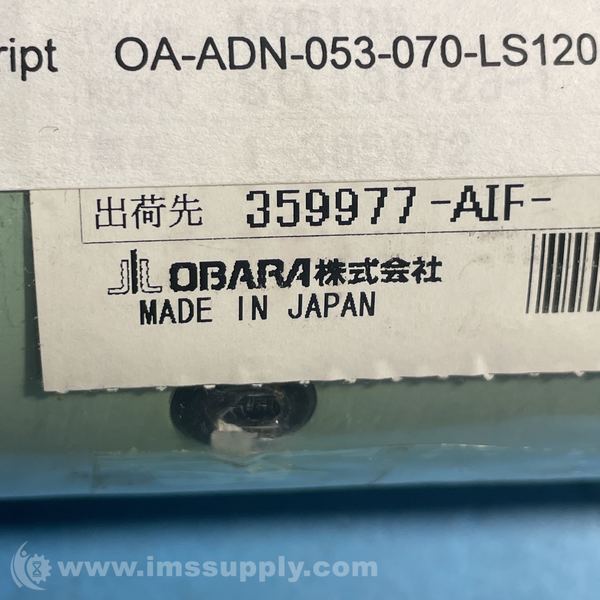 ript OA-ADN-053-070-LS120
出荷先 359977-AIF-
OBARA株式会社
MADE IN JAPAN
www.imssupply.com